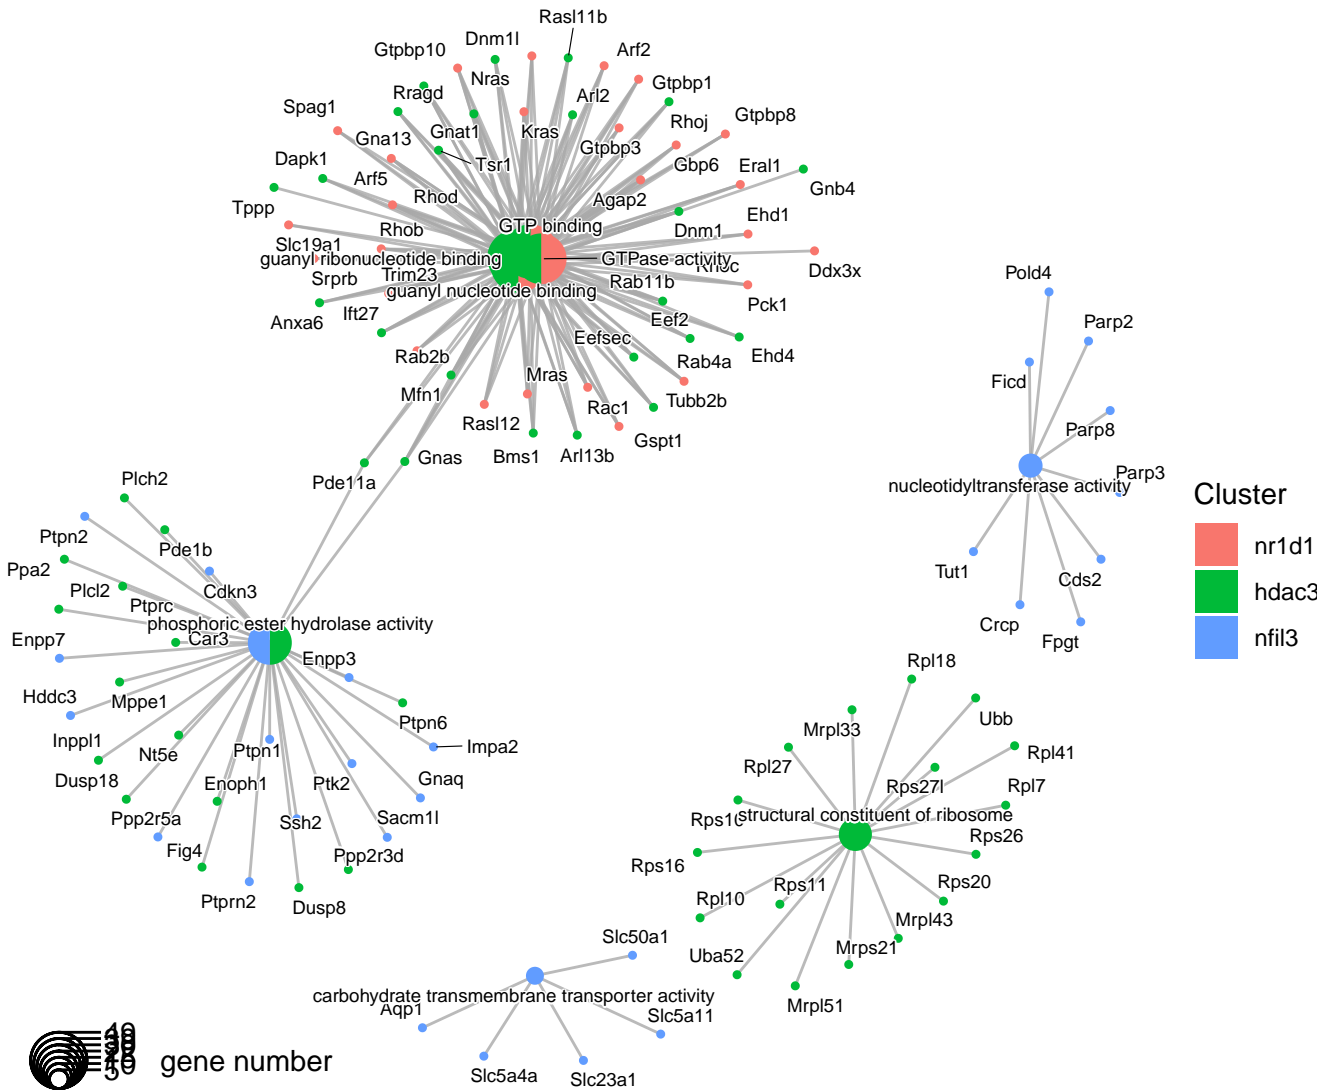 Rasl11b
Dnm1l
Gtpbp10
Arf2
Nras
Rragd
Gtpbp1
Arl2
Spag1
Gna13
Gnat1
Kras
Rhoj
Gtpbp8
Gtpbp3
Dapk1
Tsr1
Gbp6
Eral1
Arf5
Rhod
Agap2
Gnb4
Tppp
GTP binding
Ehd1
Rhob
Dnm1
Slc19a1
guanyl ribonucleotide binding
GTPase activity
Ddx3x
Srprb
Trim23
Rab11b
Pold4
guanyl nucleotide binding
Pck1
Anxa6
Ift27
Eef2
Parp2
Eefsec
Rab2b
Rab4a
Ehd4
Mras
Ficd
Mfn1
Rac1
Tubb2b
Rasl12
Parp8
Gspt1
Gnas
Bms1
Arl13b
Plch2
Pde11a
Parp3
nucleotidyltransferase activity
Cluster
Ptpn2
Pde1b
nr1d1
Ppa2
Plcl2
Cdkn3
Tut1
Cds2
hdac3
Ptprc
phosphoric ester hydrolase activity
Crcp
Car3
Enpp7
Fpgt
nfil3
Enpp3
Rpl18
Hddc3
Mppe1
Ptpn6
Ubb
Mrpl33
Inppl1
Nt5e
Ptpn1
Impa2
Rpl41
Rpl27
Dusp18
Enoph1
Ptk2
Gnaq
Rps27l
Rpl7
Ppp2r5a
Ssh2
Sacm1l
structural constituent of ribosome
Rps26
Fig4
Ppp2r3d
Rps16
Rps11
Rps20
Ptprn2
Dusp8
Rpl10
Mrpl43
Slc50a1
Uba52
Mrps21
carbohydrate transmembrane transporter activity
Mrpl51
Aqp1
Slc5a11
gene number
Slc5a4a
Slc23a1